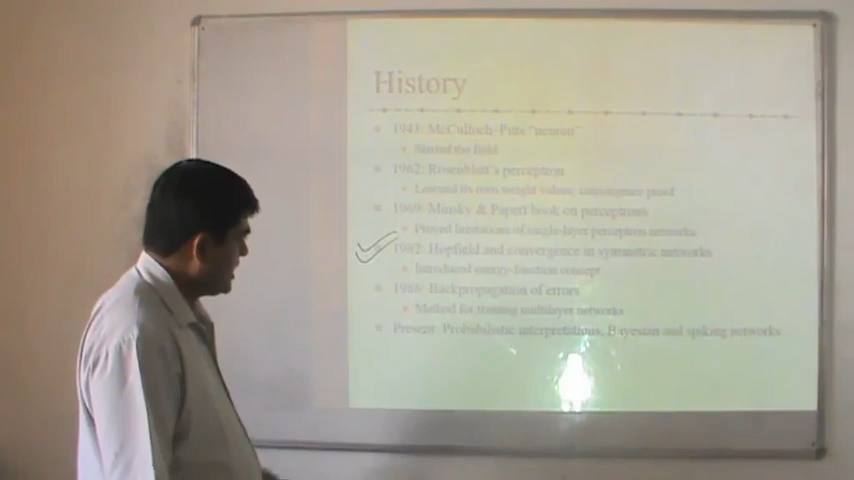 History
1943: McCulloch-Pitts "neuron"
Started the field
1962: Rosenblatt's perceptron
Learned its own weight values; convergence proof
1969: Minsky & Papert book on perceptrons
Proved limitations of single-layer perceptron networks
1982: Hopfield and convergence in symmetric networks
Introduced energy-function concept
1986: Backpropagation of errors
Method for training multilayer networks
Present: Probabilistic interpretations, Bayesian and spiking networks